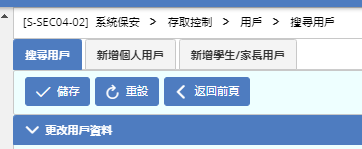 [S-SEC04-02] 系統保安 > 存取控制 > 用戶 > 搜尋用戶
搜尋用戶 新增個人用戶 新增學生/家長用戶
儲存 重設 返回前頁
更改用戶資料